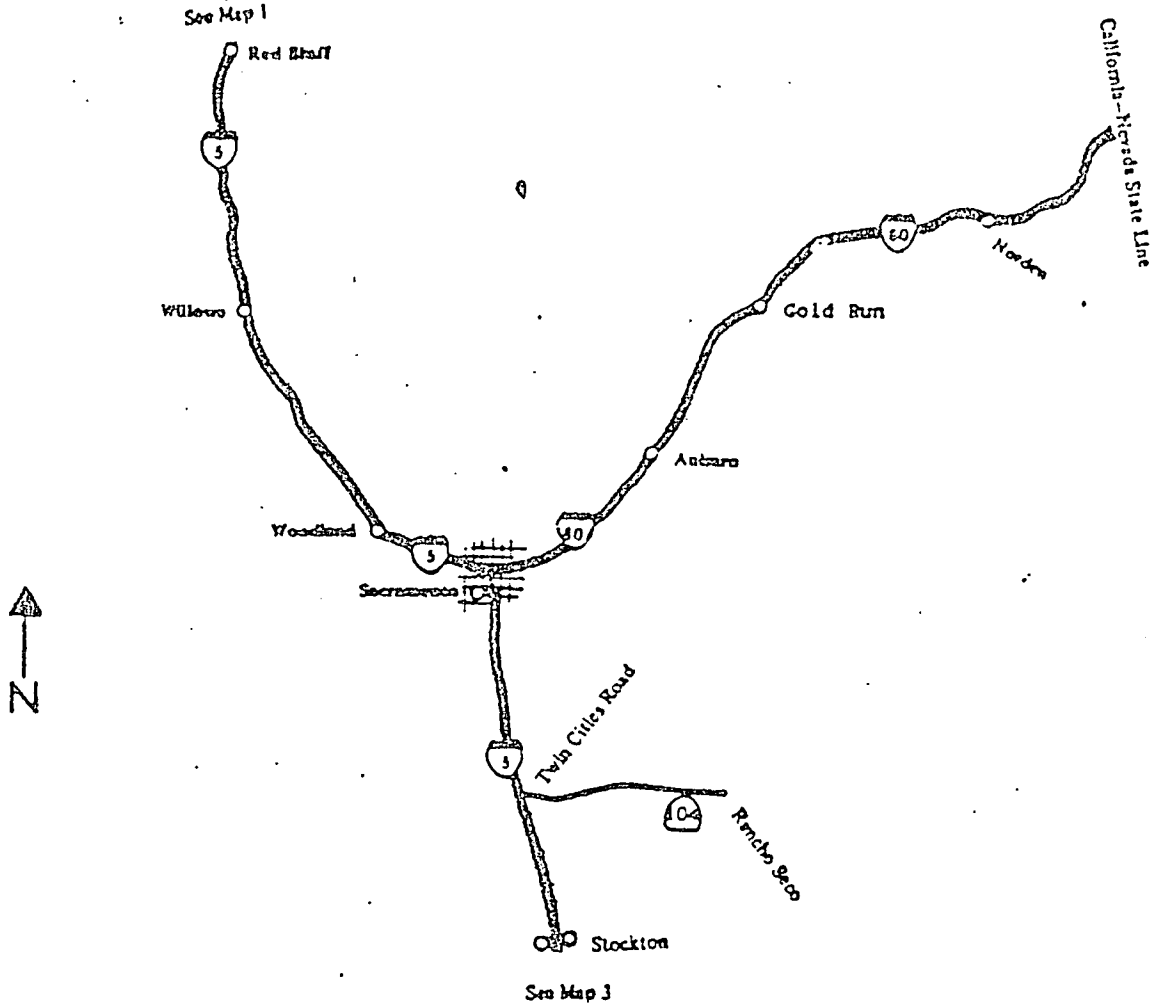 See Map 1
Red Bluff
5
California-Nevada State Line
80
Norden
Willows
Gold Run
Auburn
Woodland
5
80
Sacramento
N
Twin Cities Road
5
104
Rancho Seco
Stockton
See Map 3